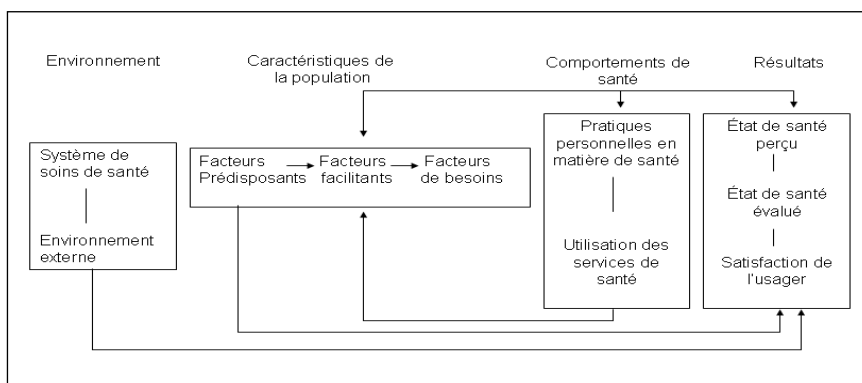 Environnement
Caractéristiques de
la population
Comportements de
santé
Résultats
Système de
soins de santé
Environnement
externe
Facteurs
Prédisposants
Facteurs
facilitants
Facteurs
de besoins
Pratiques
personnelles en
matière de santé
Utilisation des
services de
santé
État de santé
perçu
État de santé
évalué
Satisfaction de
l'usager